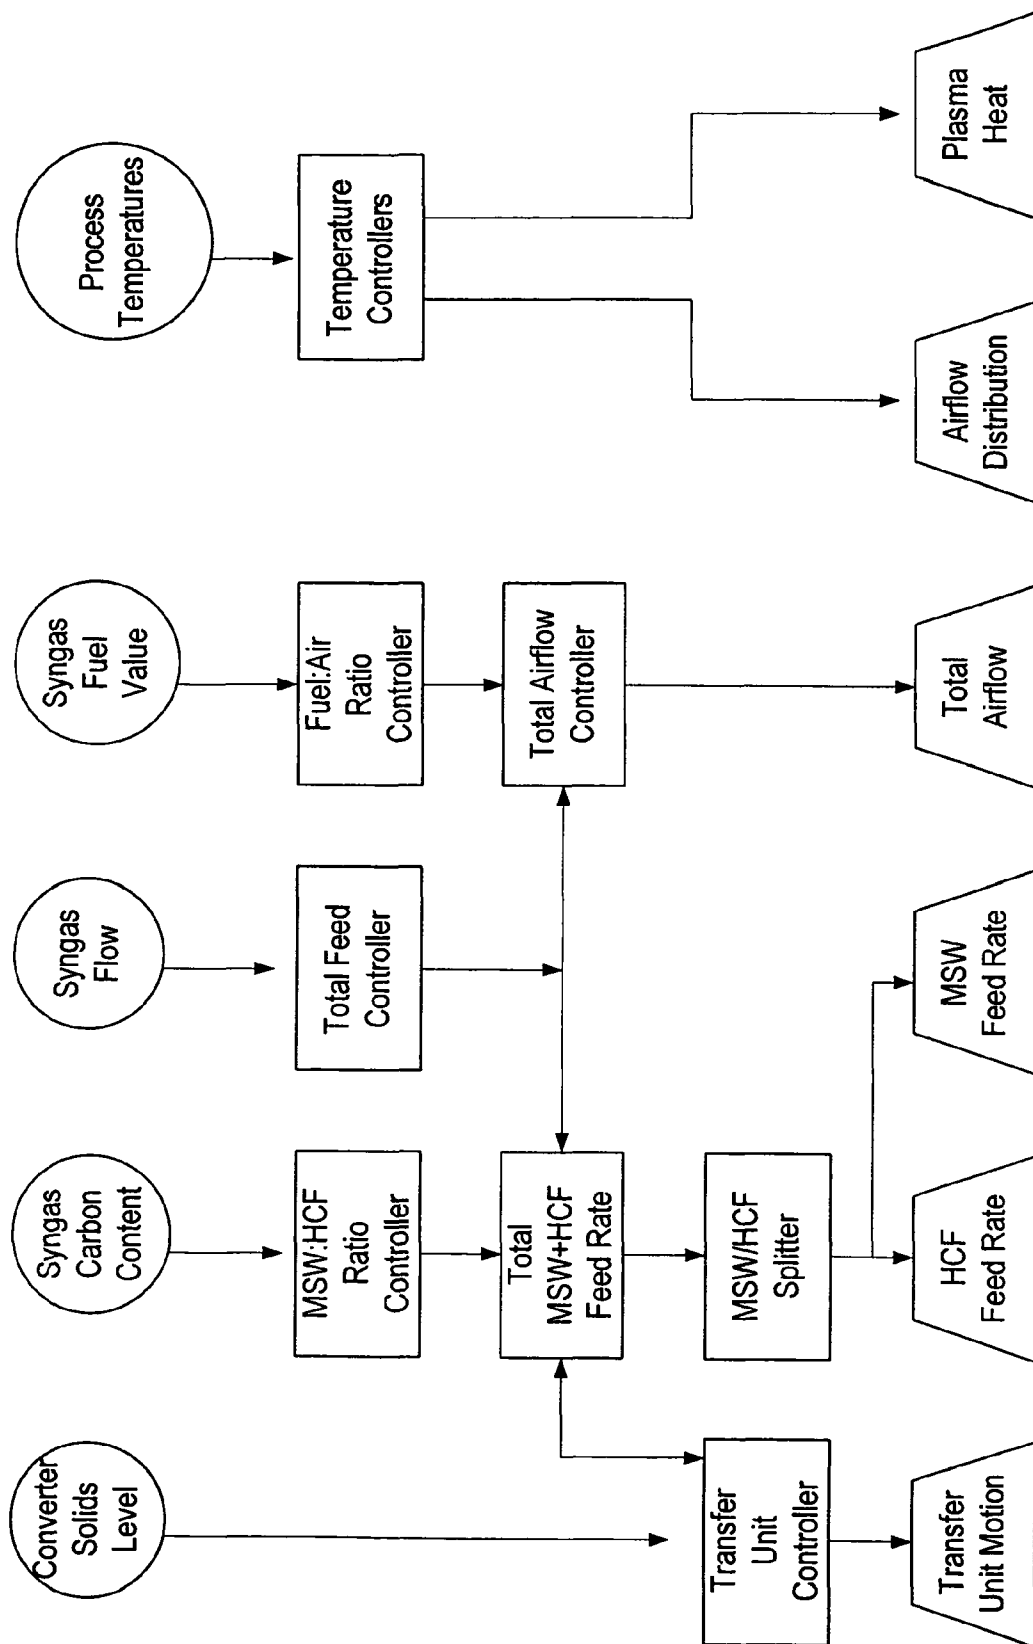 Converter
Solids
Level
Syngas
Carbon
Content
Syngas
Flow
Syngas
Fuel
Value
Process
Temperatures
MSW:HCF
Ratio
Controller
Total Feed
Controller
Fuel:Air
Ratio
Controller
Temperature
Controllers
Total
MSW+HCF
Feed Rate
Total Airflow
Controller
Transfer
Unit
Controller
MSW/HCF
Splitter
Transfer
Unit Motion
HCF
Feed Rate
MSW
Feed Rate
Total
Airflow
Airflow
Distribution
Plasma
Heat